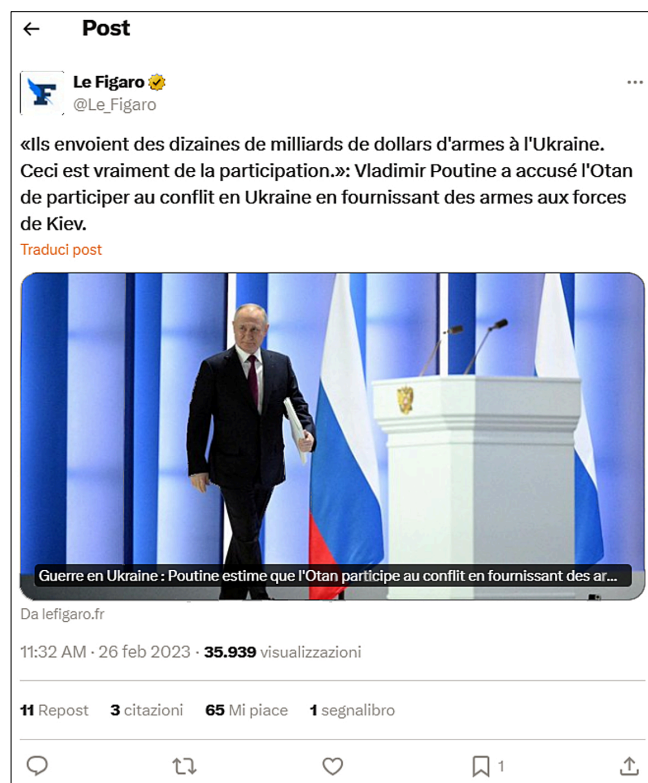 Post
Le Figaro
@Le_Figaro
«Ils envoient des dizaines de milliards de dollars d'armes à l'Ukraine.
Ceci est vraiment de la participation.»: Vladimir Poutine a accusé l'Otan
de participer au conflit en Ukraine en fournissant des armes aux forces
de Kiev.
Traduci post
Guerre en Ukraine : Poutine estime que l'Otan participe au conflit en fournissant des ar...
Da lefigaro.fr
11:32 AM · 26 feb 2023 · 35.939 visualizzazioni
11 Repost 3 citazioni 65 Mi piace 1 segnalibro
1